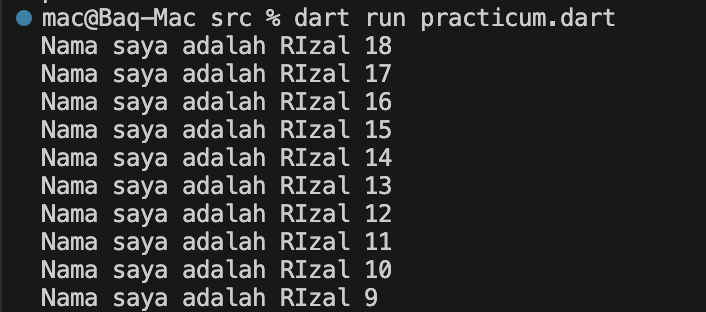 mac@Baq-Mac src % dart run practicum.dart
Nama saya adalah RIzal 18
Nama saya adalah RIzal 17
Nama saya adalah RIzal 16
Nama saya adalah RIzal 15
Nama saya adalah RIzal 14
Nama saya adalah RIzal 13
Nama saya adalah RIzal 12
Nama saya adalah RIzal 11
Nama saya adalah RIzal 10
Nama saya adalah RIzal 9